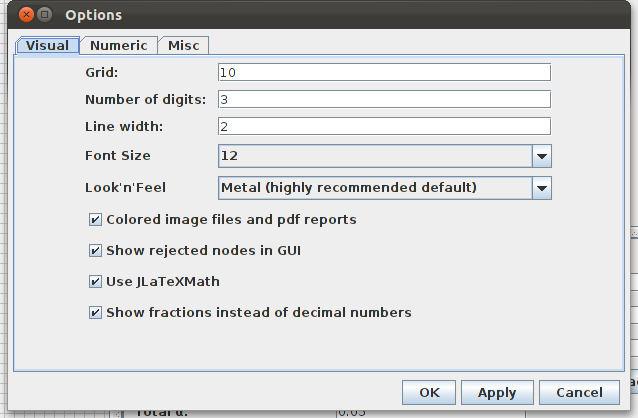 Options
Visual Numeric Misc
Grid: 10
Number of digits: 3
Line width: 2
Font Size 12
Look'n'Feel Metal (highly recommended default)
Colored image files and pdf reports
Show rejected nodes in GUI
Use JLaTeXMath
Show fractions instead of decimal numbers
OK Apply Cancel
Total α: 0.05